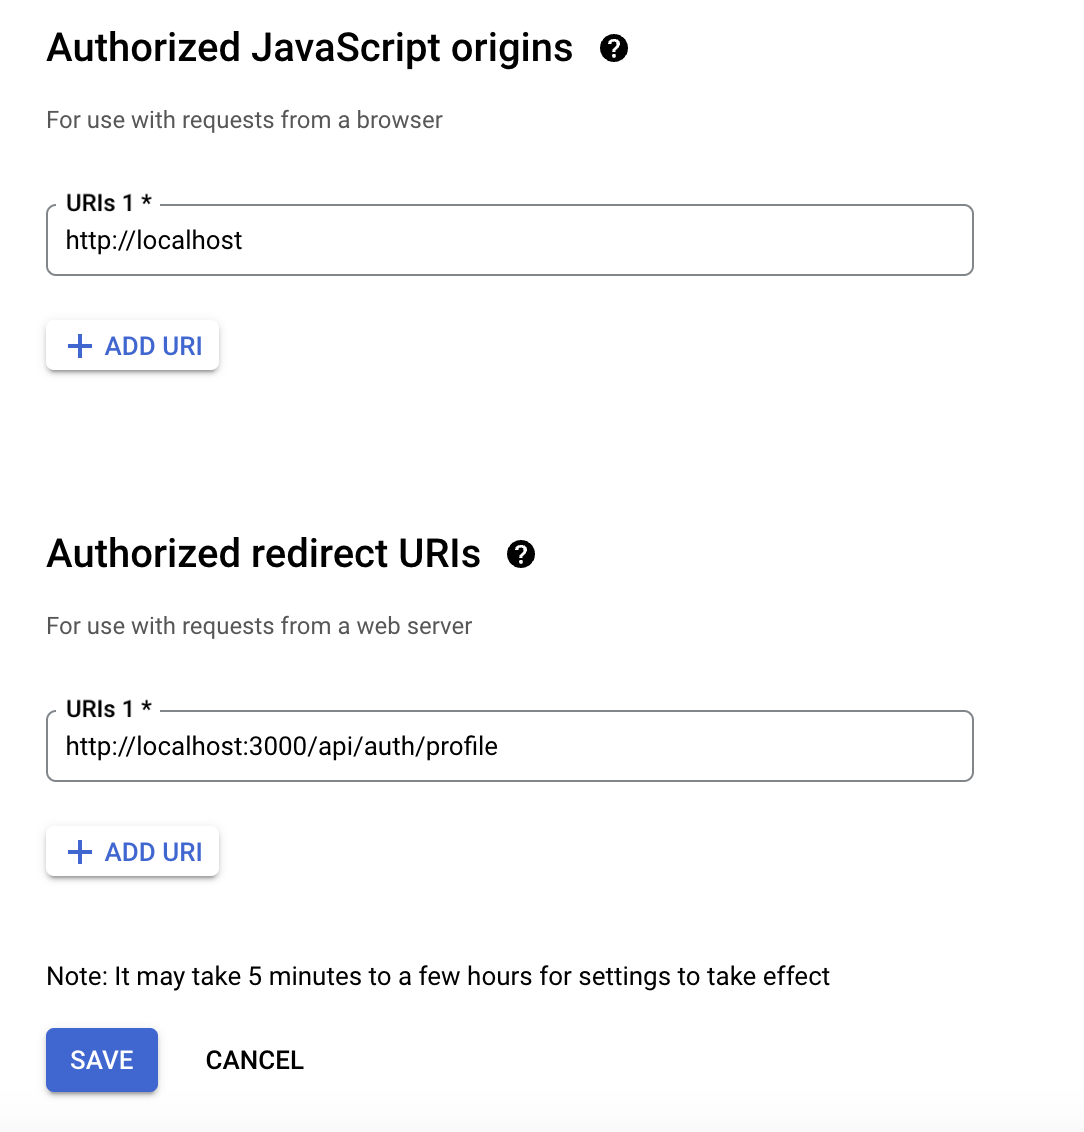 Authorized JavaScript origins
For use with requests from a browser
URIs 1 *
http://localhost
ADD URI
Authorized redirect URIs
For use with requests from a web server
URIs 1 *
http://localhost:3000/api/auth/profile
ADD URI
Note: It may take 5 minutes to a few hours for settings to take effect
SAVE CANCEL